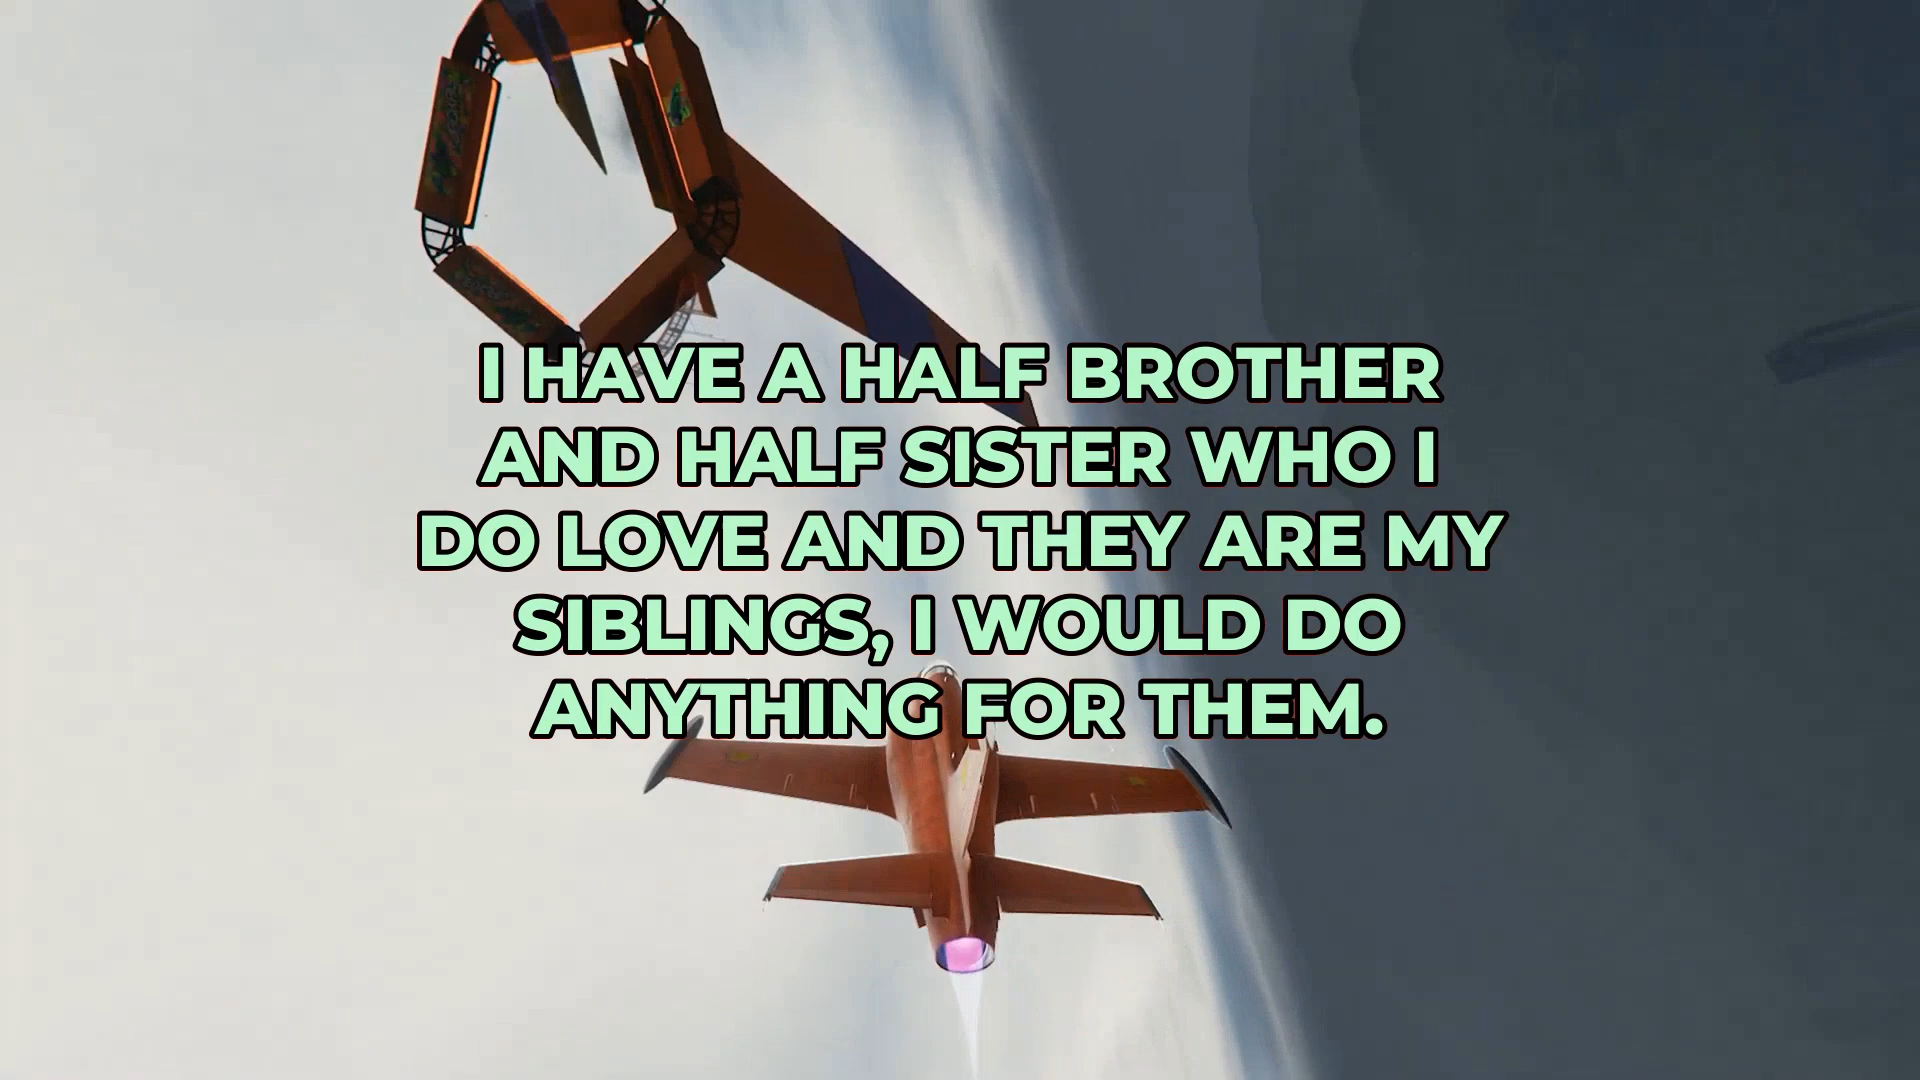 I HAVE A HALF BROTHER
AND HALF SISTER WHO I
DO LOVE AND THEY ARE MY
SIBLINGS, I WOULD DO
ANYTHING FOR THEM.